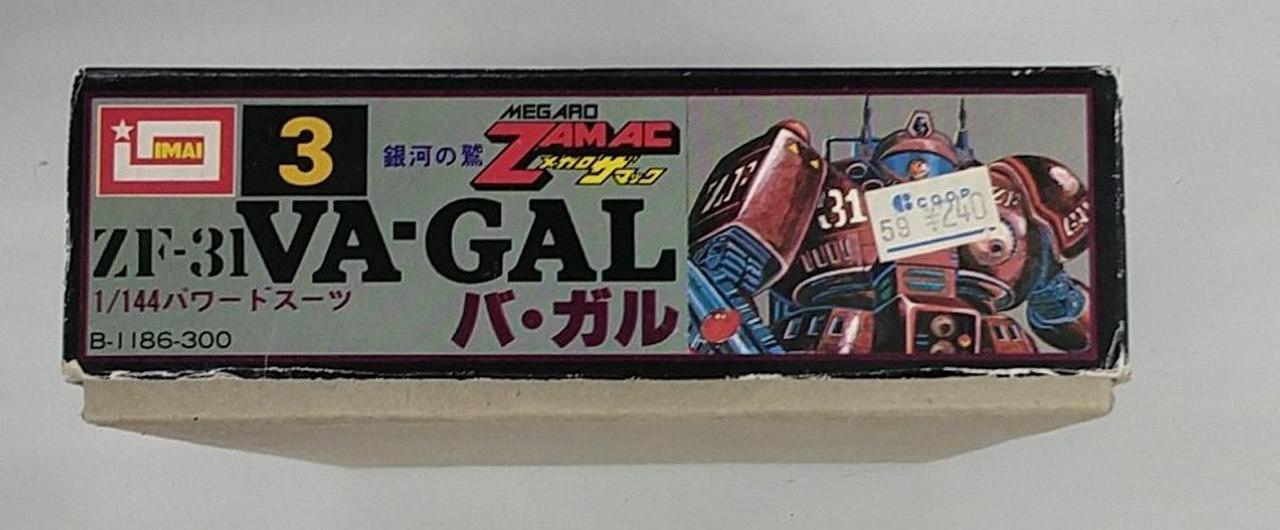 IMAI
3
銀河の鷲
MEGARO
ZAMAC
メガロザマック
ZF-31 VA-GAL
1/144パワードスーツ
バ・ガル
B-1186-300
ZF
31
coop
59 ¥240